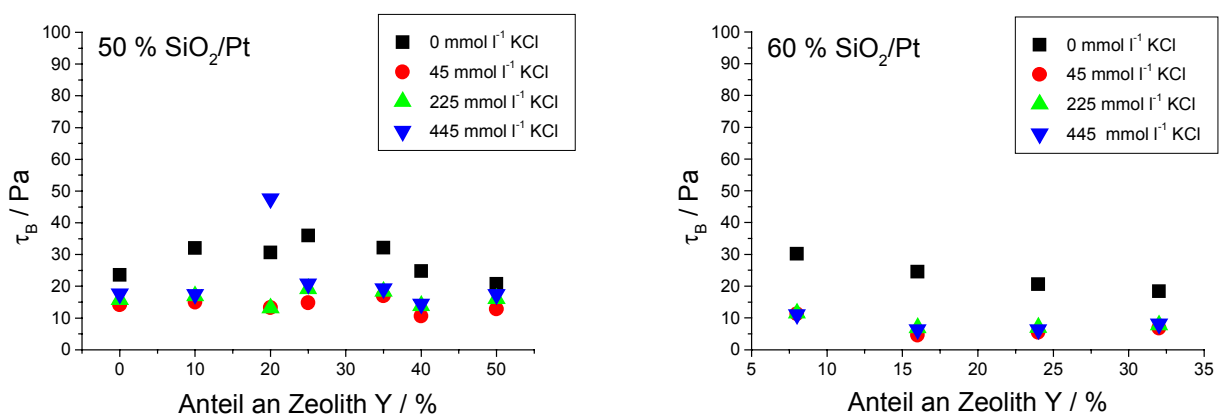 50 % SiO₂/Pt
0 mmol l⁻¹ KCl
45 mmol l⁻¹ KCl
225 mmol l⁻¹ KCl
445 mmol l⁻¹ KCl
100
90
80
70
60
50
40
30
20
10
0
τ_B / Pa
0 10 20 30 40 50
Anteil an Zeolith Y / %
60 % SiO₂/Pt
0 mmol l⁻¹ KCl
45 mmol l⁻¹ KCl
225 mmol l⁻¹ KCl
445 mmol l⁻¹ KCl
100
90
80
70
60
50
40
30
20
10
0
τ_B / Pa
5 10 15 20 25 30 35
Anteil an Zeolith Y / %